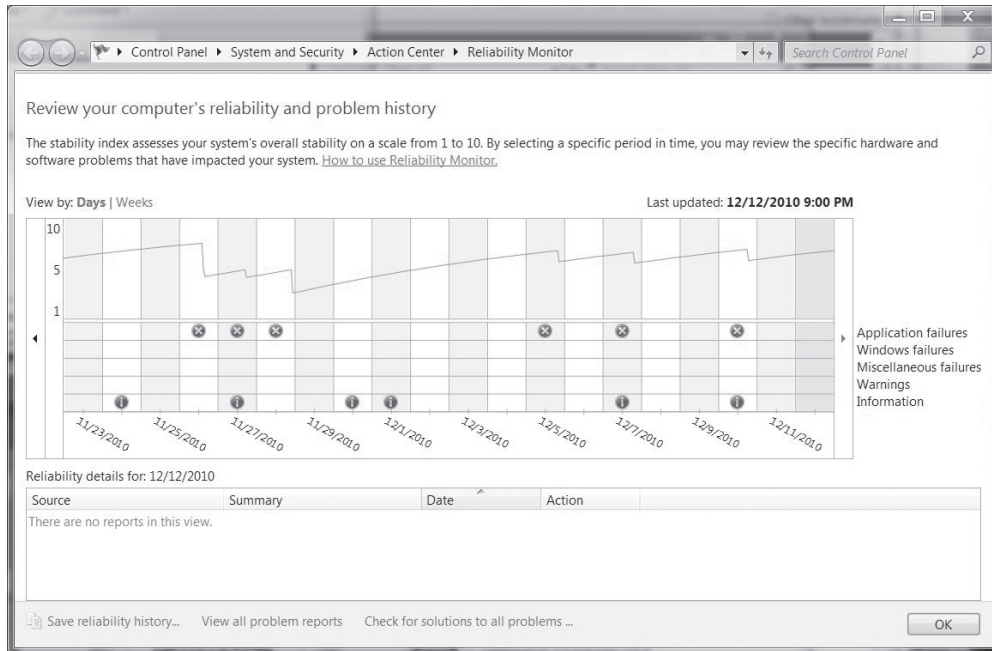 Control Panel ▸ System and Security ▸ Action Center ▸ Reliability Monitor
Search Control Panel
Review your computer's reliability and problem history
The stability index assesses your system's overall stability on a scale from 1 to 10. By selecting a specific period in time, you may review the specific hardware and
software problems that have impacted your system. How to use Reliability Monitor.
View by: Days | Weeks
Last updated: 12/12/2010 9:00 PM
10
5
1
Application failures
Windows failures
Miscellaneous failures
Warnings
Information
11/23/2010 11/25/2010 11/27/2010 11/29/2010 12/1/2010 12/3/2010 12/5/2010 12/7/2010 12/9/2010 12/11/2010
Reliability details for: 12/12/2010
Source Summary Date Action
There are no reports in this view.
Save reliability history... View all problem reports Check for solutions to all problems ...
OK